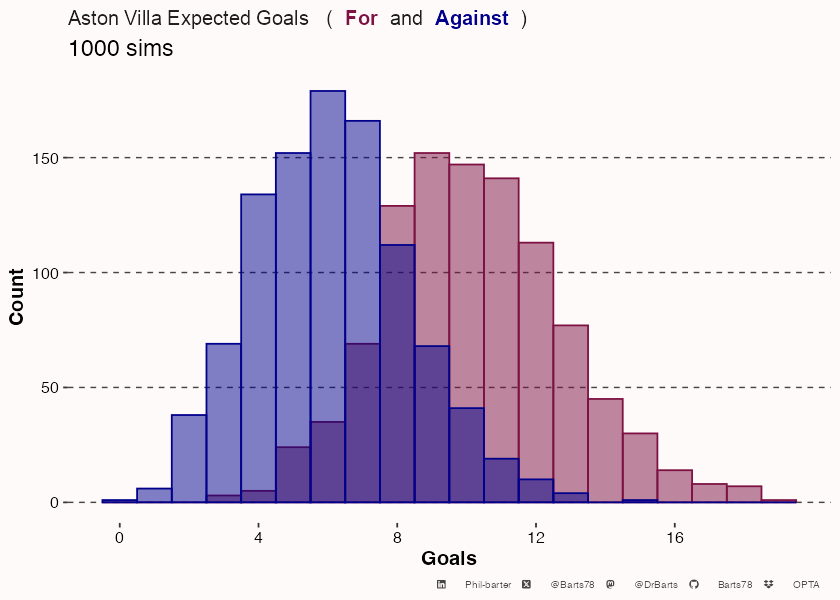 Aston Villa Expected Goals ( For and Against )
1000 sims
150
100
50
0
Count
0 4 8 12 16
Goals
Phil-barter @Barts78 @DrBarts Barts78 OPTA